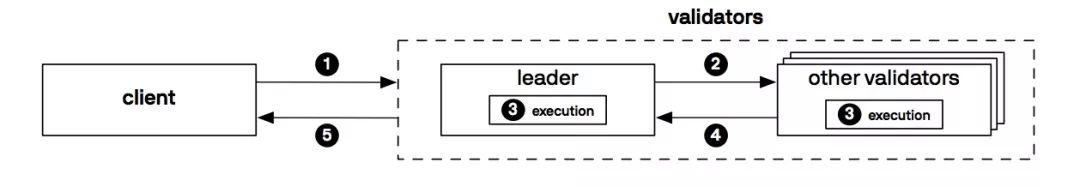 validators
client
1
5
leader
3 execution
2
4
other validators
3 execution